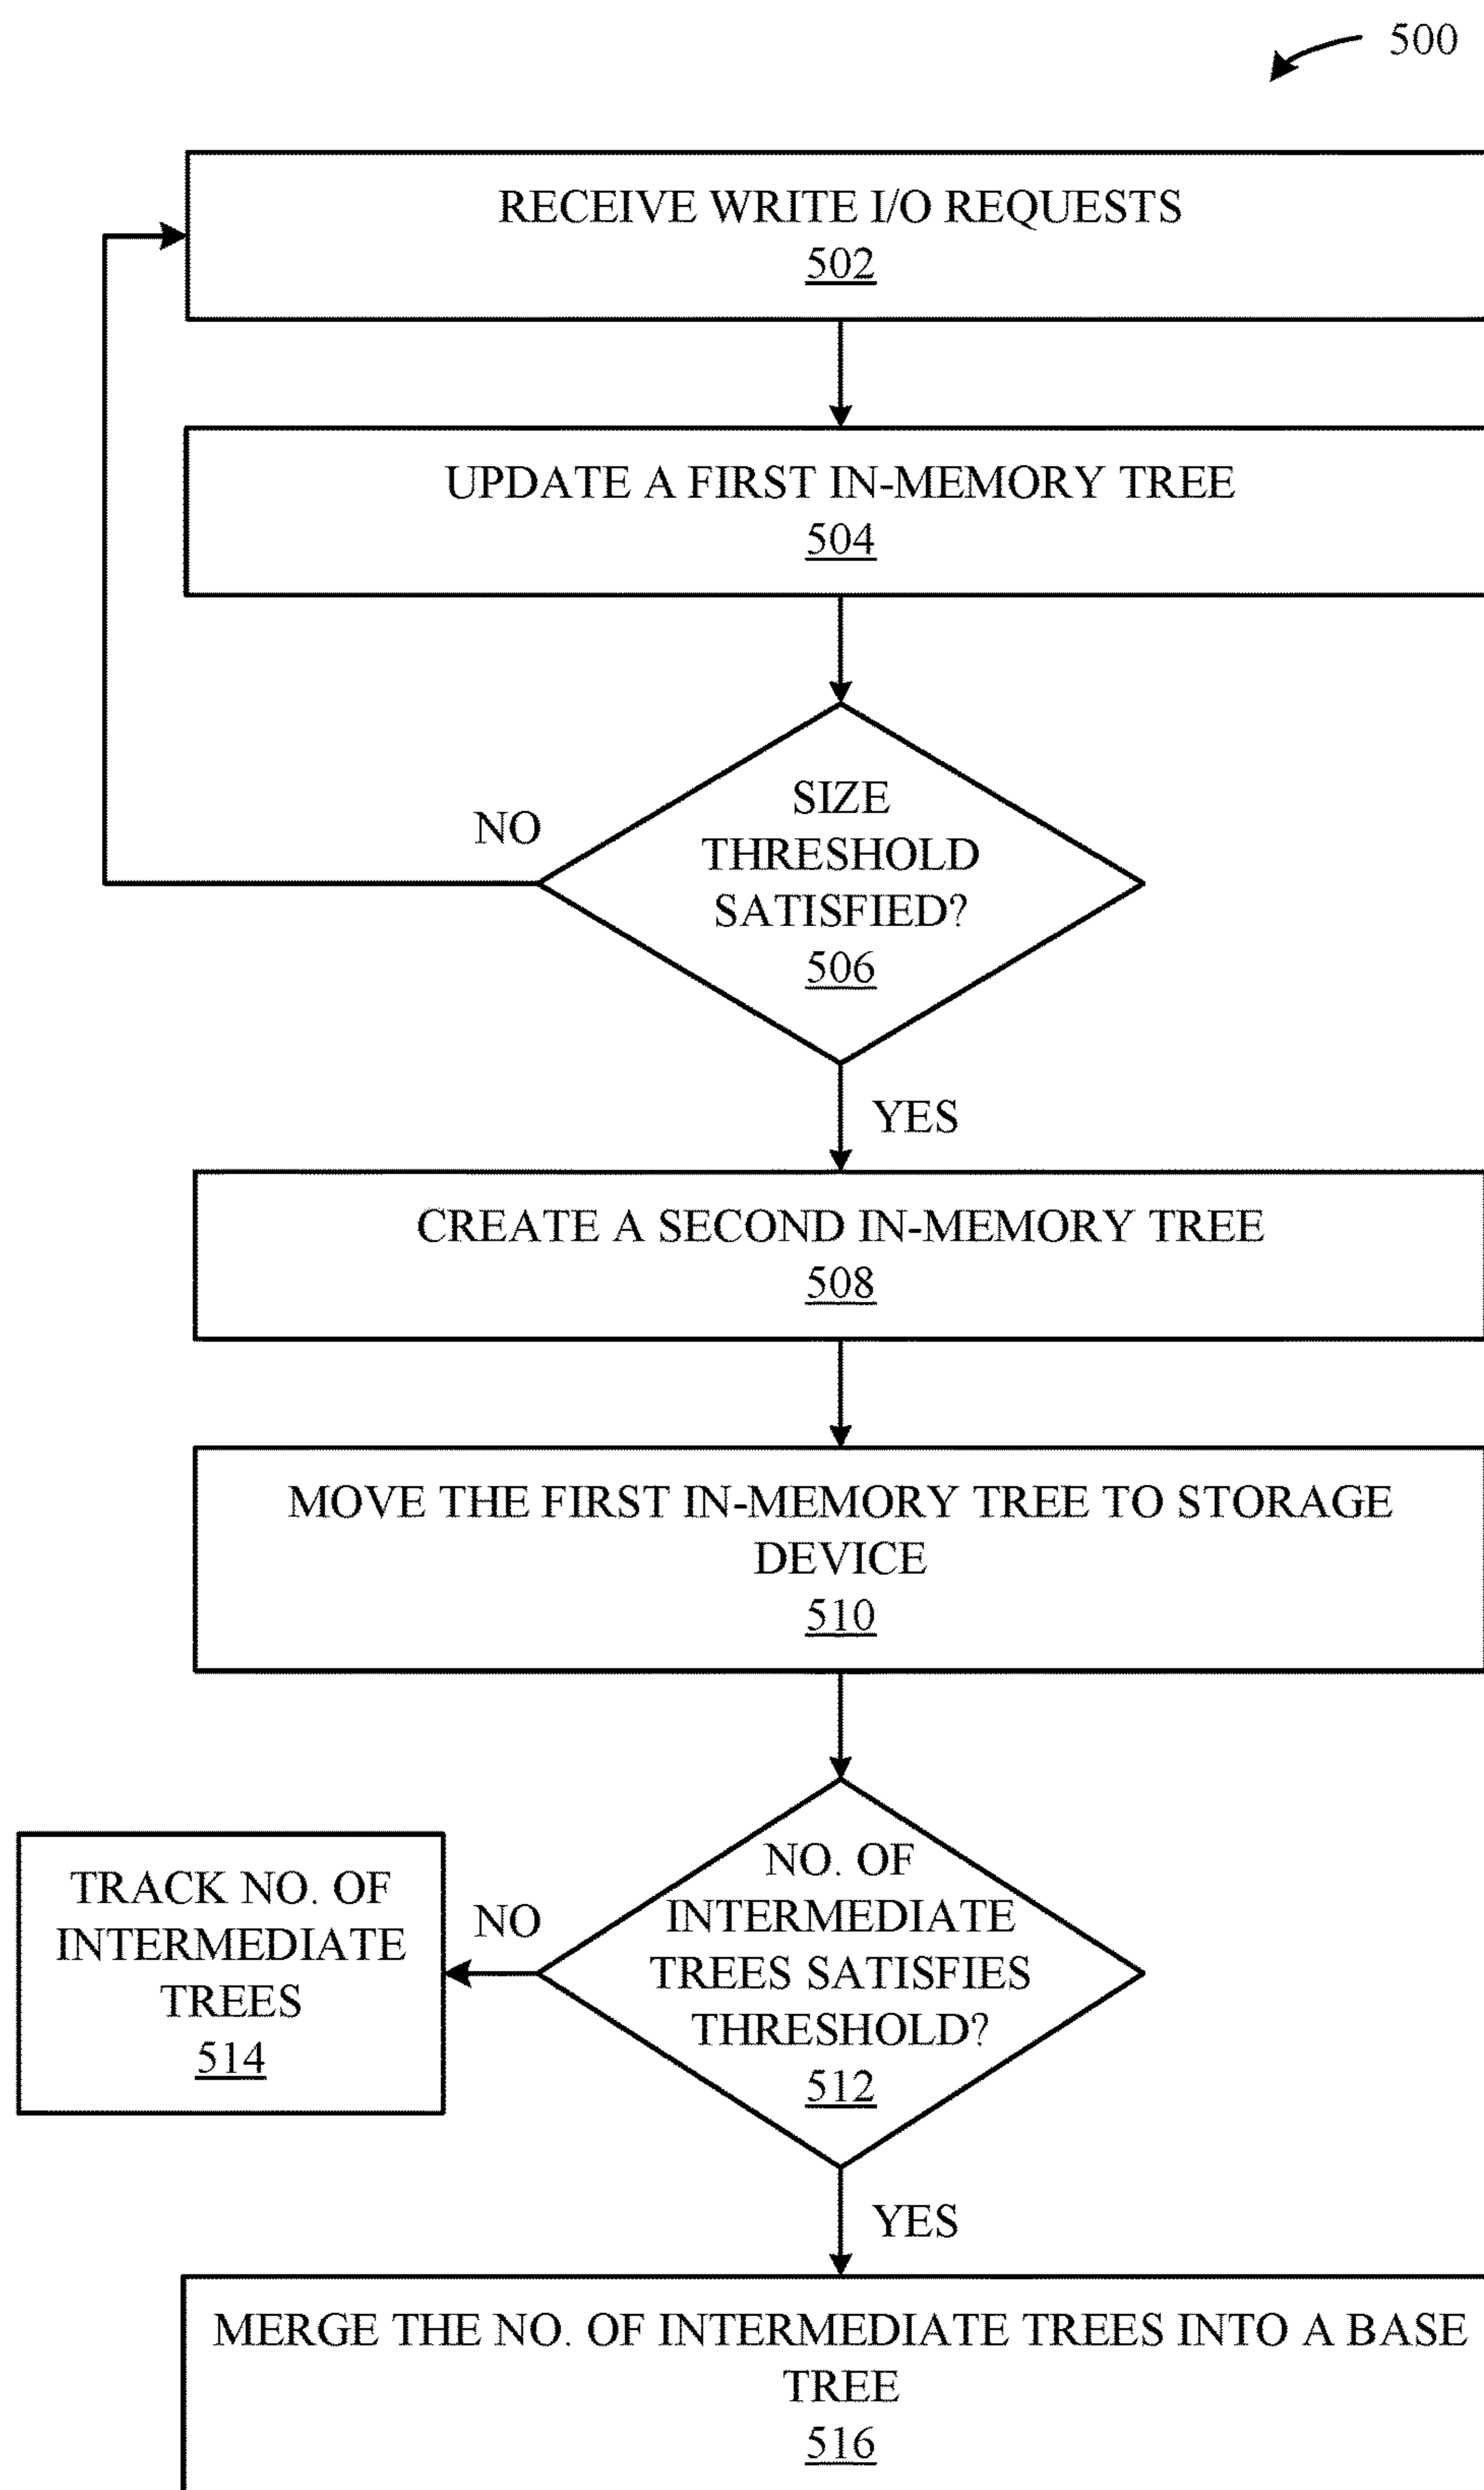 500
RECEIVE WRITE I/O REQUESTS
502
UPDATE A FIRST IN-MEMORY TREE
504
SIZE
THRESHOLD
SATISFIED?
506
NO
YES
CREATE A SECOND IN-MEMORY TREE
508
MOVE THE FIRST IN-MEMORY TREE TO STORAGE
DEVICE
510
NO. OF
INTERMEDIATE
TREES SATISFIES
THRESHOLD?
512
NO
TRACK NO. OF
INTERMEDIATE
TREES
514
YES
MERGE THE NO. OF INTERMEDIATE TREES INTO A BASE
TREE
516